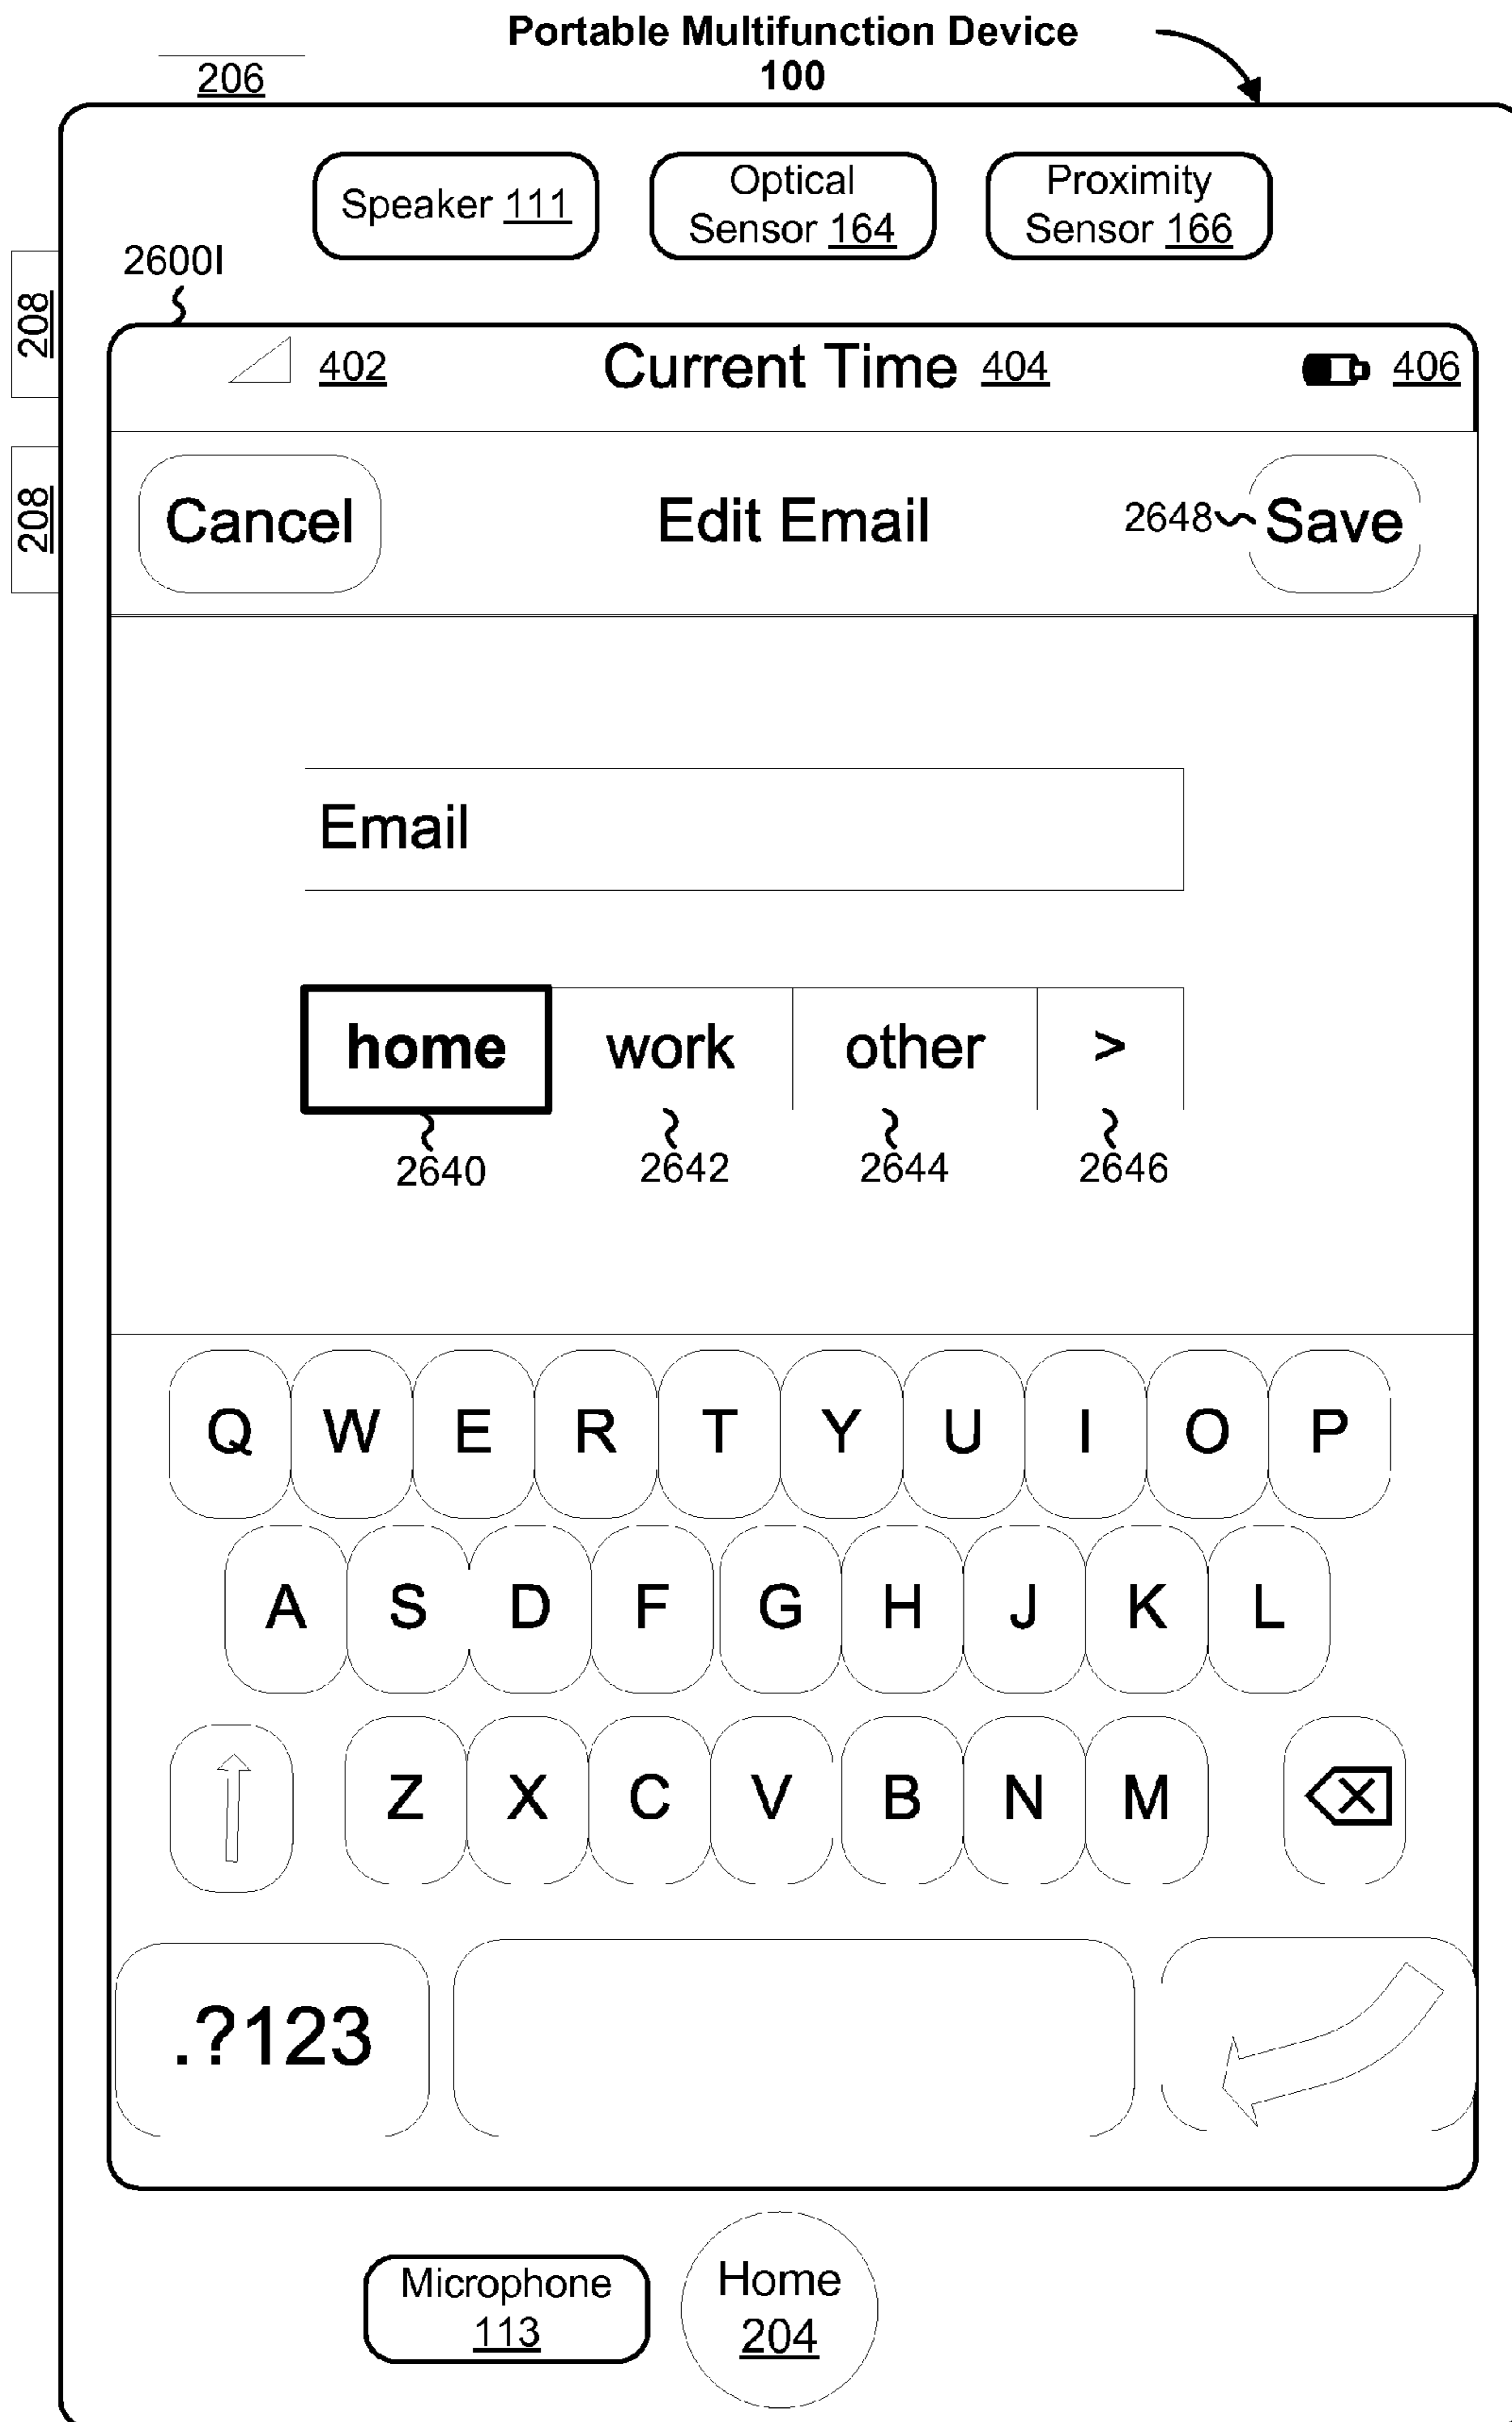 Portable Multifunction Device
100
206
Speaker 111
Optical
Sensor 164
Proximity
Sensor 166
208
208
2600I
402
Current Time 404
406
Cancel
Edit Email
2648
Save
Email
home
work
other
>
2640
2642
2644
2646
Q W E R T Y U I O P
A S D F G H J K L
Z X C V B N M
.?123
Microphone
113
Home
204